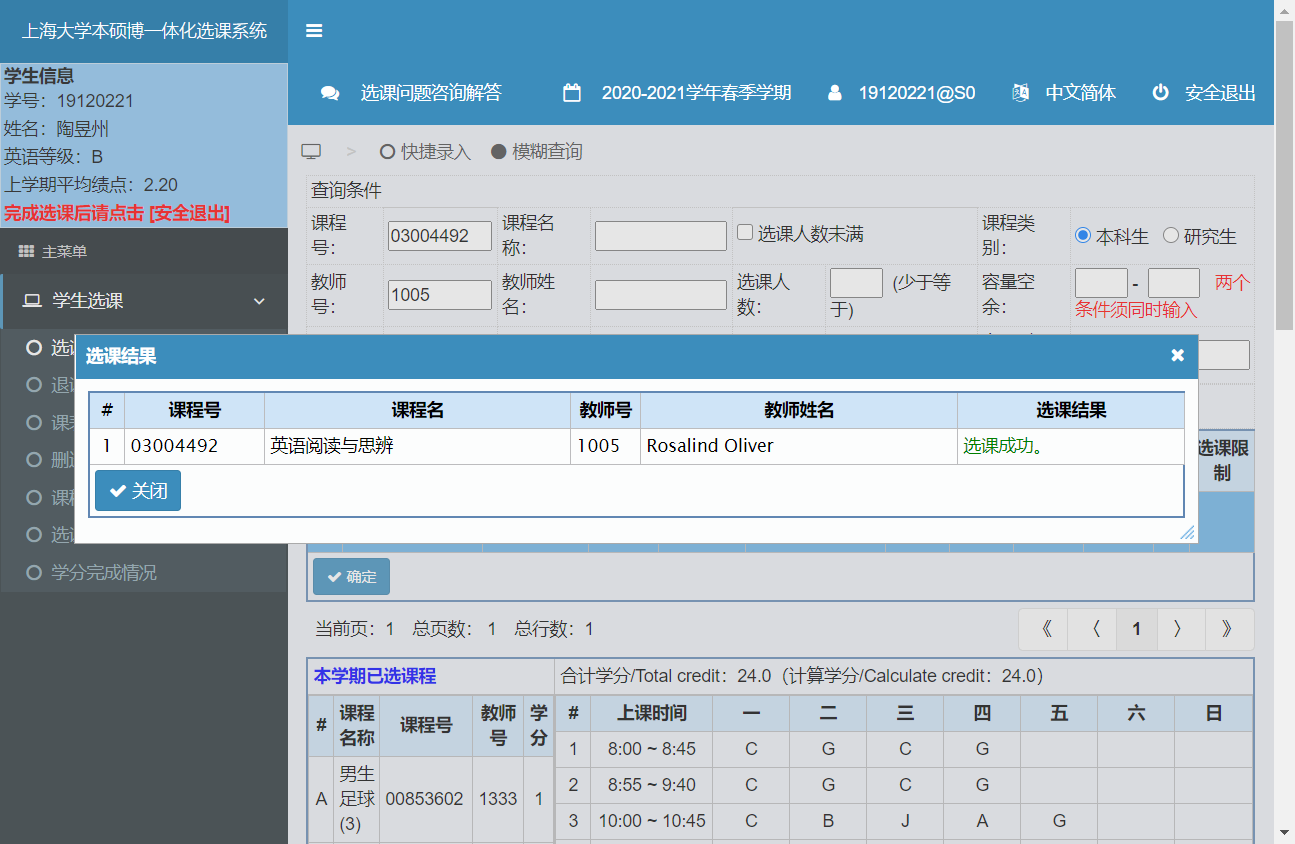 上海大学本硕博一体化选课系统
学生信息
学号：19120221
姓名：陶昱州
英语等级：B
上学期平均绩点：2.20
完成选课后请点击 [安全退出]
主菜单
学生选课
选
退
课
删
课
选
学分完成情况
选课问题咨询解答 2020-2021学年春季学期 19120221@S0 中文简体 安全退出
> 快捷录入 模糊查询
查询条件
课程号： 03004492 课程名称： 选课人数未满 课程类别： 本科生 研究生
教师号： 1005 教师姓名： 选课人数： (少于等于) 容量空余： - 两个条件须同时输入
选课结果
# 课程号 课程名 教师号 教师姓名 选课结果
1 03004492 英语阅读与思辨 1005 Rosalind Oliver 选课成功。
关闭
选课限制
确定
当前页：1 总页数：1 总行数：1
《 〈 1 〉 》
本学期已选课程 合计学分/Total credit：24.0（计算学分/Calculate credit：24.0）
# 课程名称 课程号 教师号 学分
A 男生足球(3) 00853602 1333 1
# 上课时间 一 二 三 四 五 六 日
1 8:00 ~ 8:45 C G C G
2 8:55 ~ 9:40 C G C G
3 10:00 ~ 10:45 C B J A G